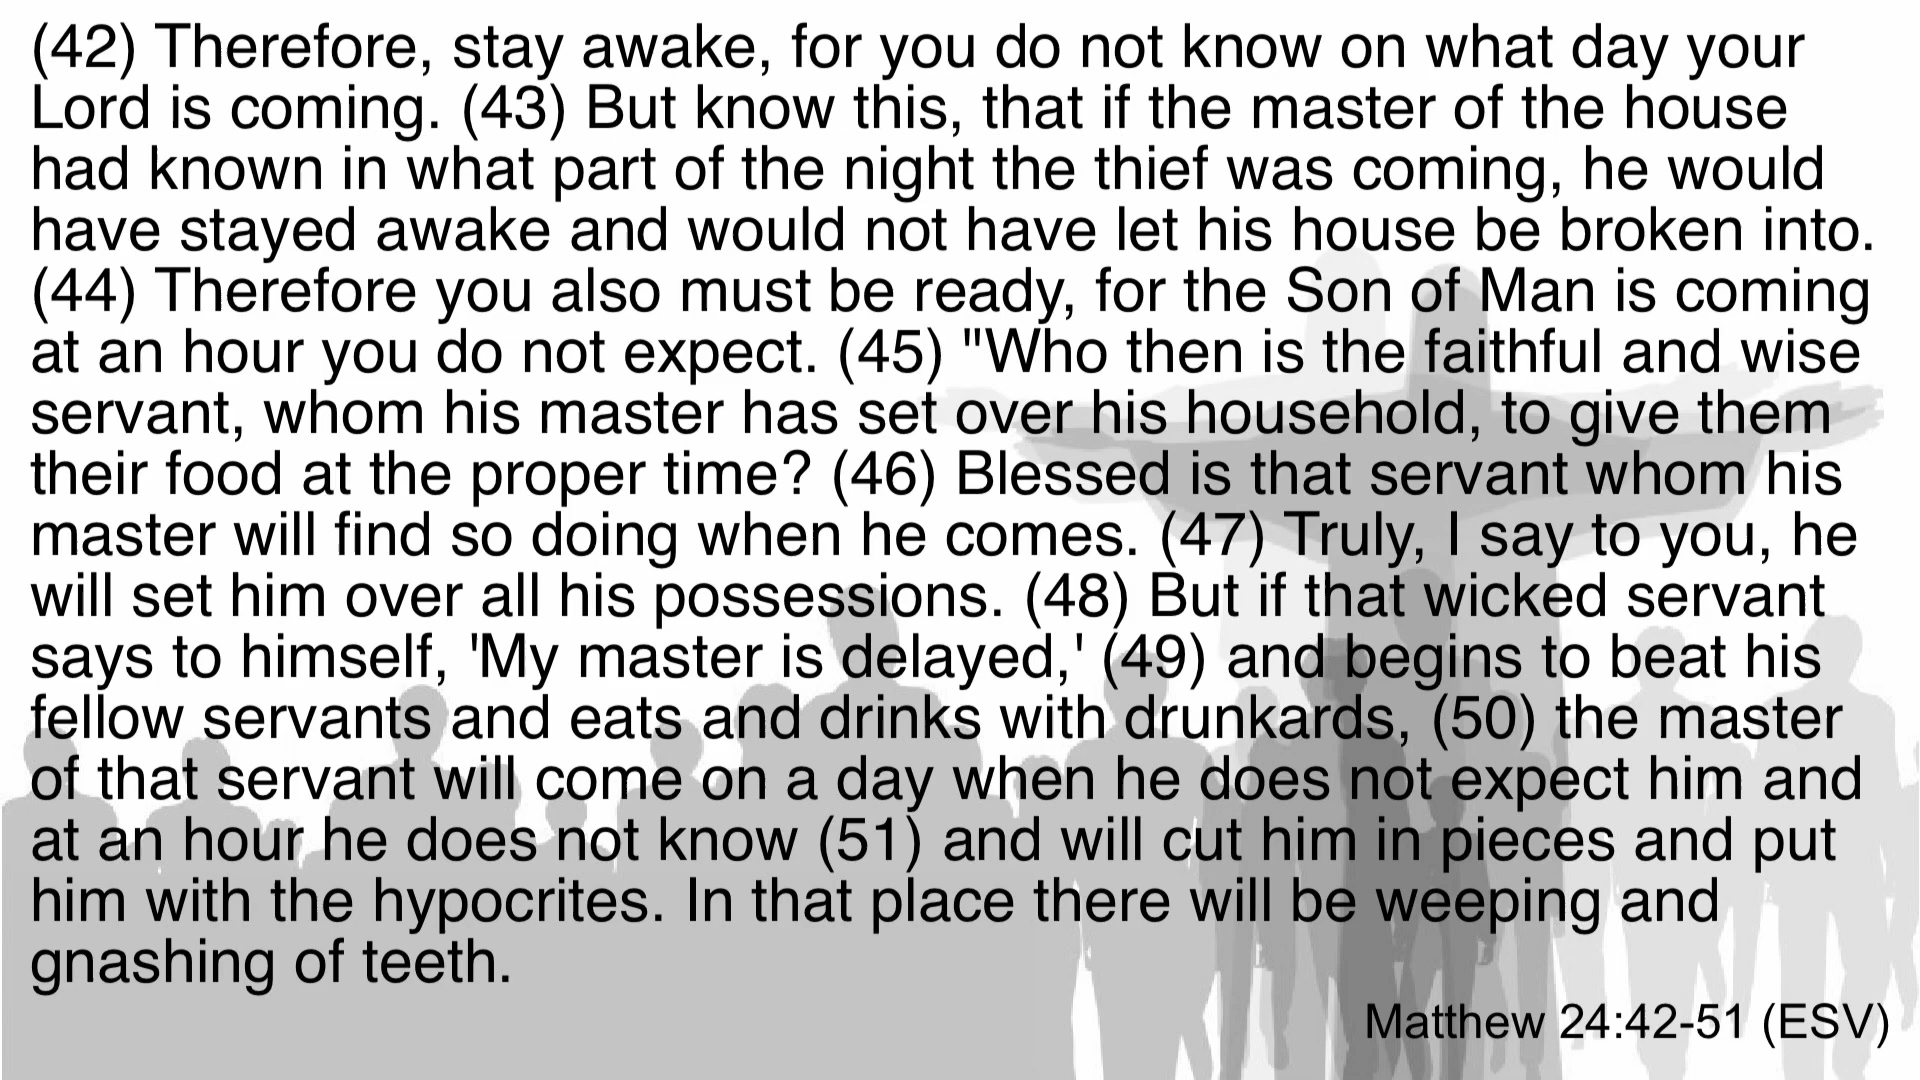 (42) Therefore, stay awake, for you do not know on what day your
Lord is coming. (43) But know this, that if the master of the house
had known in what part of the night the thief was coming, he would
have stayed awake and would not have let his house be broken into.
(44) Therefore you also must be ready, for the Son of Man is coming
at an hour you do not expect. (45) "Who then is the faithful and wise
servant, whom his master has set over his household, to give them
their food at the proper time? (46) Blessed is that servant whom his
master will find so doing when he comes. (47) Truly, I say to you, he
will set him over all his possessions. (48) But if that wicked servant
says to himself, 'My master is delayed,' (49) and begins to beat his
fellow servants and eats and drinks with drunkards, (50) the master
of that servant will come on a day when he does not expect him and
at an hour he does not know (51) and will cut him in pieces and put
him with the hypocrites. In that place there will be weeping and
gnashing of teeth.
Matthew 24:42-51 (ESV)